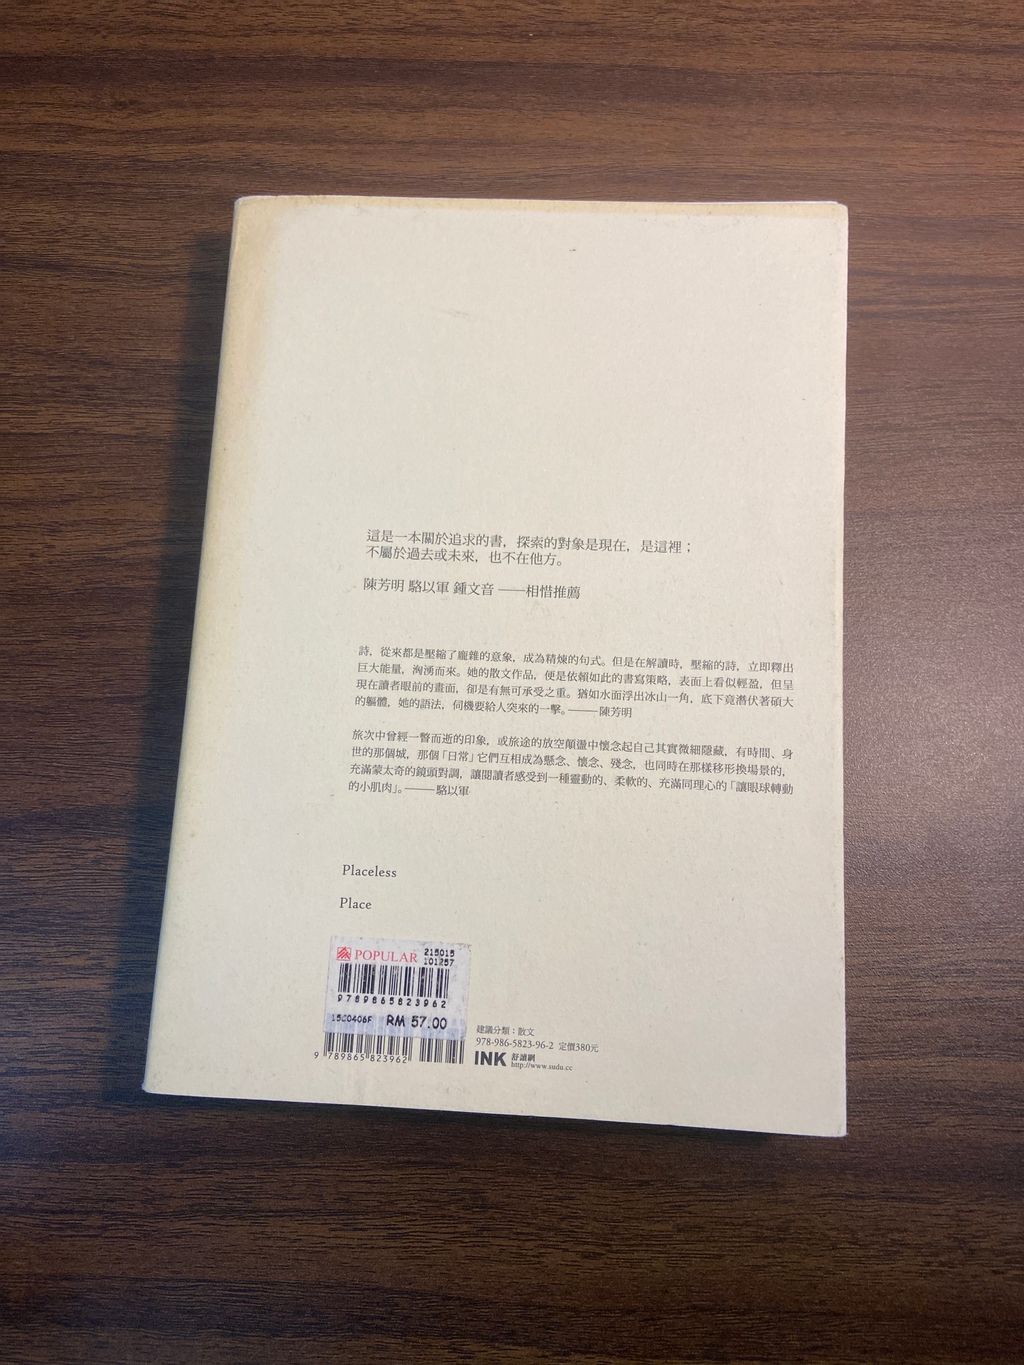 這是一本關於追求的書，探索的對象是現在，是這裡；
不屬於過去或未來，也不在他方。
陳芳明 駱以軍 鍾文音 ——相惜推薦
詩，從來都是壓縮了龐雜的意象，成為精煉的句式。但是在解讀時，壓縮的詩，立即釋出
巨大能量，洶湧而來。她的散文作品，便是依賴如此的書寫策略，表面上看似輕盈，但呈
現在讀者眼前的畫面，卻是有無可承受之重。猶如水面浮出冰山一角，底下竟潛伏著碩大
的軀體，她的語法，伺機要給人突來的一擊。———陳芳明
旅次中曾經一瞥而逝的印象，或旅途的放空顛盪中懷念起自己其實微細隱藏，有時間、身
世的那個城，那個「日常」它們互相成為懸念、懷念、殘念，也同時在那樣移形換場景的，
充滿蒙太奇的鏡頭對調，讓閱讀者感受到一種靈動的、柔軟的、充滿同理心的「讓眼球轉動
的小肌肉」。———駱以軍
Placeless
Place
POPULAR 215015
101257
9789865823962
150406F RM 57.00
9 789865 823962
建議分類：散文
978-986-5823-96-2 定價380元
INK 舒讀網
http://www.sudu.cc